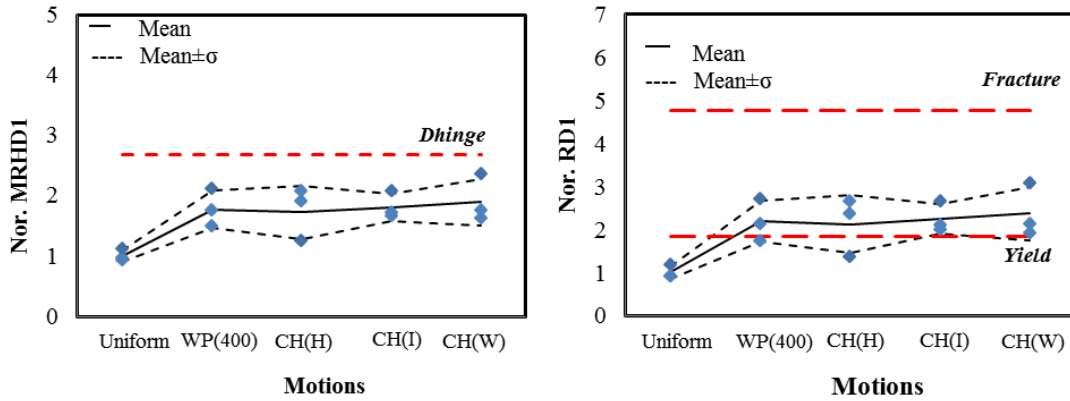 5
4
3
2
1
0
Nor. MRHD1
Mean
Mean±σ
Dhinge
Uniform
WP(400)
CH(H)
CH(I)
CH(W)
Motions
7
6
5
4
3
2
1
0
Nor. RD1
Mean
Mean±σ
Fracture
Yield
Uniform
WP(400)
CH(H)
CH(I)
CH(W)
Motions